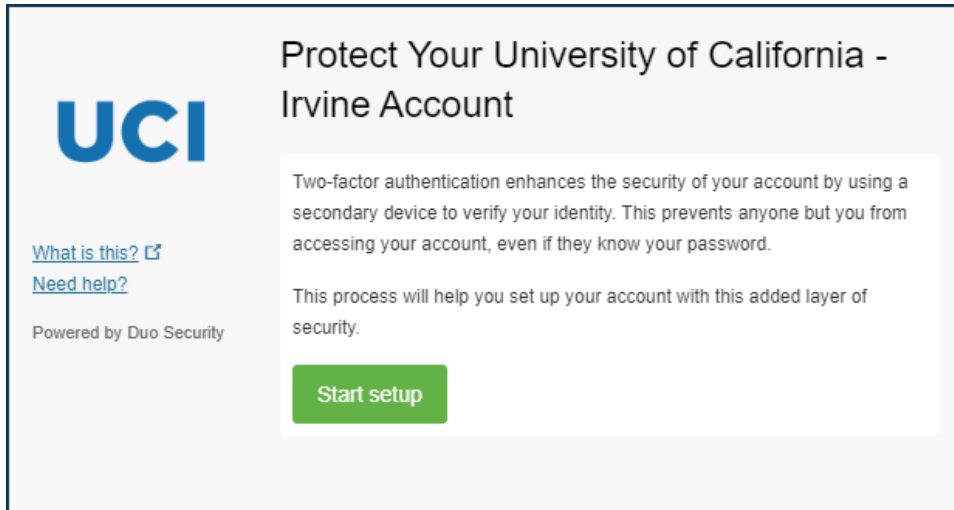 UCI
What is this?
Need help?
Powered by Duo Security
Protect Your University of California -
Irvine Account
Two-factor authentication enhances the security of your account by using a
secondary device to verify your identity. This prevents anyone but you from
accessing your account, even if they know your password.
This process will help you set up your account with this added layer of
security.
Start setup